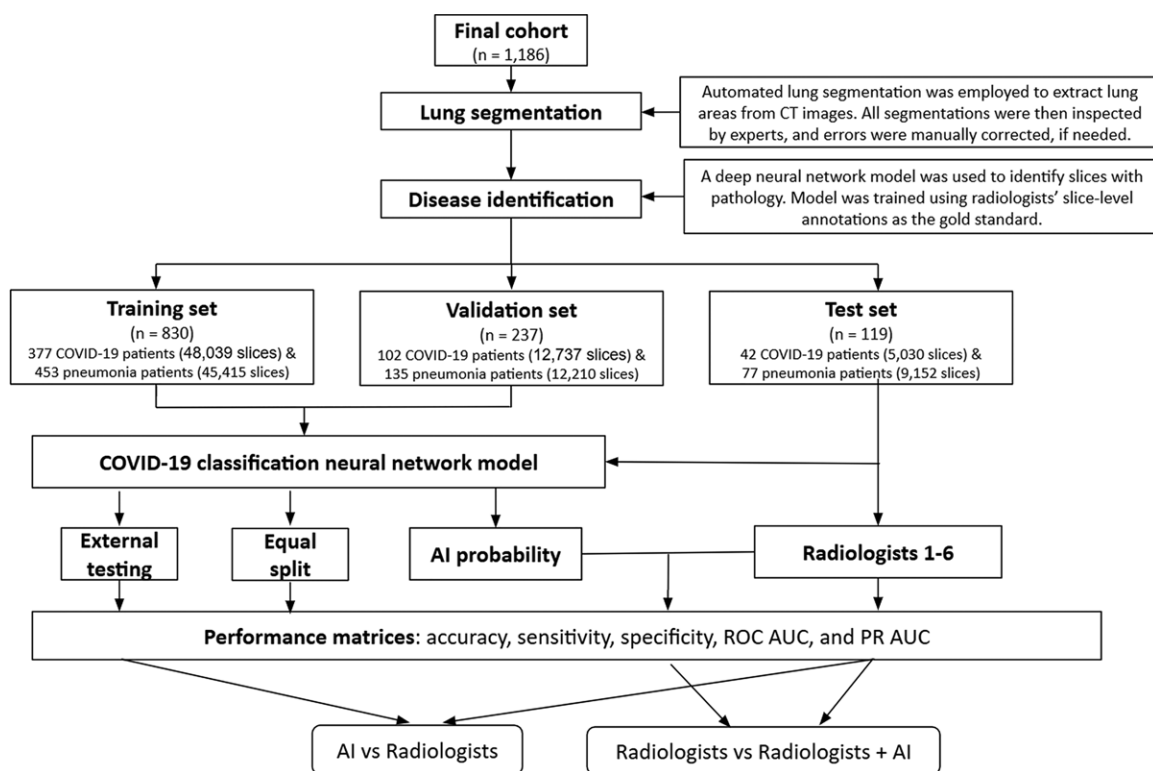 Final cohort
(n = 1,186)
Lung segmentation
Automated lung segmentation was employed to extract lung
areas from CT images. All segmentations were then inspected
by experts, and errors were manually corrected, if needed.
Disease identification
A deep neural network model was used to identify slices with
pathology. Model was trained using radiologists’ slice-level
annotations as the gold standard.
Training set
(n = 830)
377 COVID-19 patients (48,039 slices) &
453 pneumonia patients (45,415 slices)
Validation set
(n = 237)
102 COVID-19 patients (12,737 slices) &
135 pneumonia patients (12,210 slices)
Test set
(n = 119)
42 COVID-19 patients (5,030 slices) &
77 pneumonia patients (9,152 slices)
COVID-19 classification neural network model
External
testing
Equal
split
AI probability
Radiologists 1-6
Performance matrices: accuracy, sensitivity, specificity, ROC AUC, and PR AUC
AI vs Radiologists
Radiologists vs Radiologists + AI